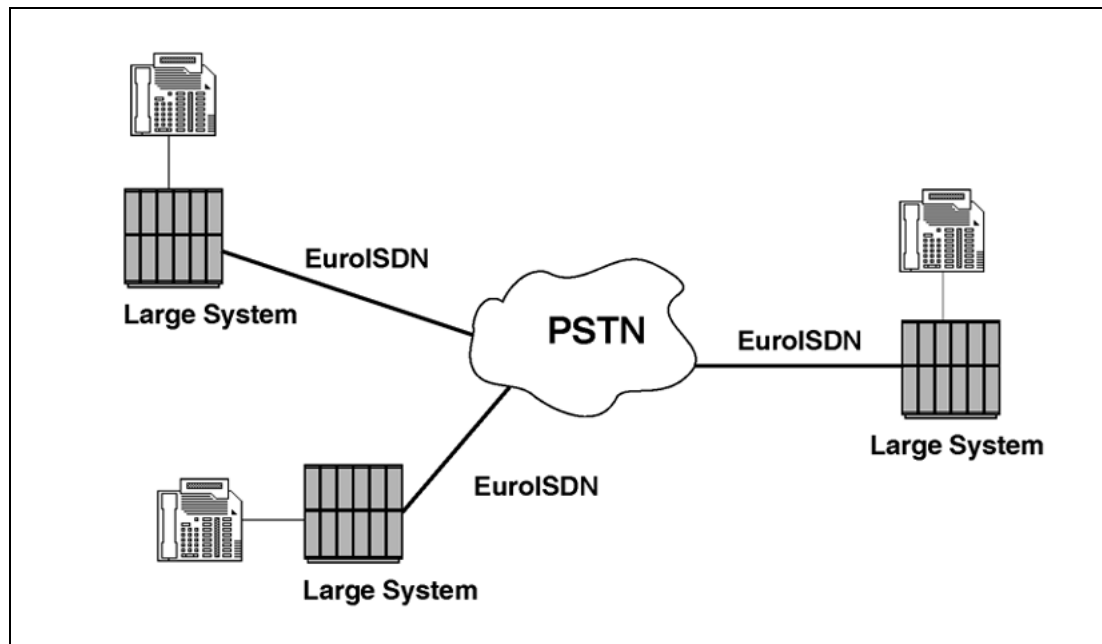 EuroISDN
Large System
PSTN
EuroISDN
Large System
EuroISDN
Large System